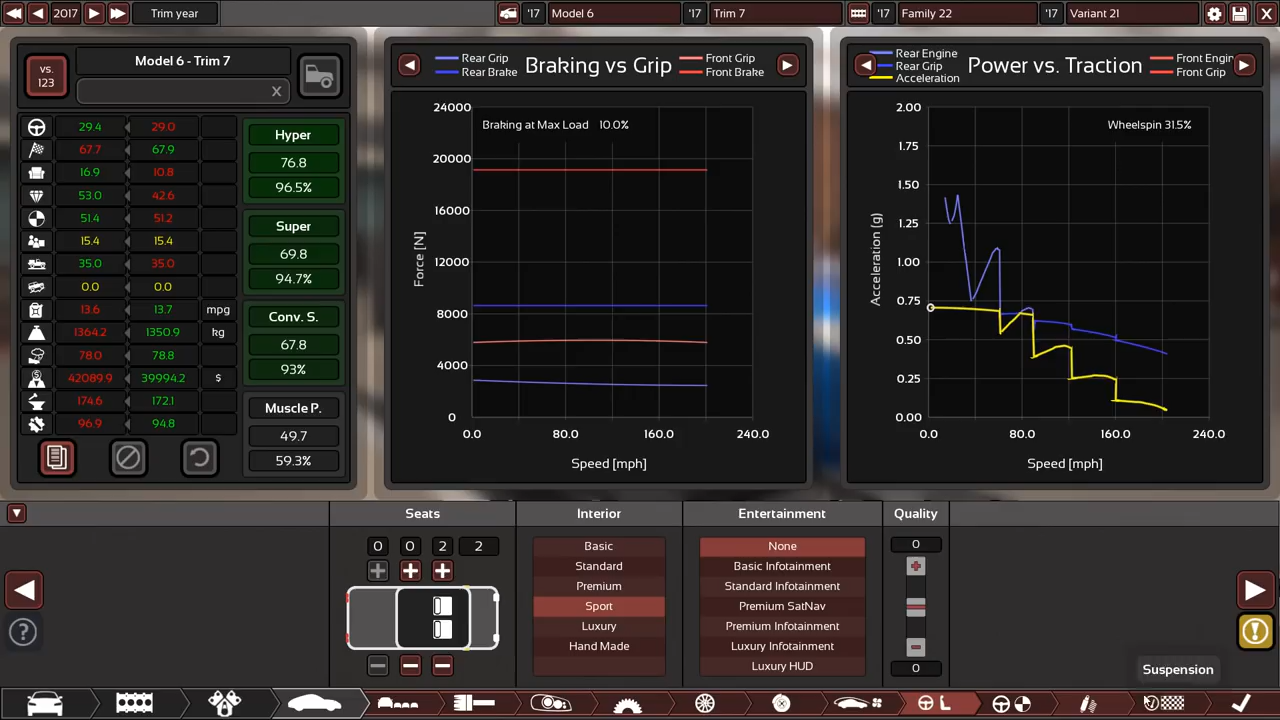 2017
Trim year
'17
Model 6
'17
Trim 7
'17
Family 22
'17
Variant 21
vs.
123
Model 6 - Trim 7
x
29.4
29.0
67.7
67.9
16.9
10.8
53.0
42.6
51.4
51.2
15.4
15.4
35.0
35.0
0.0
0.0
13.6
13.7
mpg
1364.2
1350.9
kg
78.0
78.8
42089.9
39994.2
$
174.6
172.1
96.9
94.8
Hyper
76.8
96.5%
Super
69.8
94.7%
Conv. S.
67.8
93%
Muscle P.
49.7
59.3%
Rear Grip
Rear Brake
Braking vs Grip
Front Grip
Front Brake
Braking at Max Load 10.0%
24000
20000
16000
12000
8000
4000
0
Force [N]
0.0
80.0
160.0
240.0
Speed [mph]
Rear Engine
Rear Grip
Acceleration
Power vs. Traction
Front Engin
Front Grip
Wheelspin 31.5%
2.00
1.75
1.50
1.25
1.00
0.75
0.50
0.25
0.00
Acceleration (g)
0.0
80.0
160.0
240.0
Speed [mph]
Seats
0
0
2
2
Interior
Basic
Standard
Premium
Sport
Luxury
Hand Made
Entertainment
None
Basic Infotainment
Standard Infotainment
Premium SatNav
Premium Infotainment
Luxury Infotainment
Luxury HUD
Quality
0
0
?
Suspension